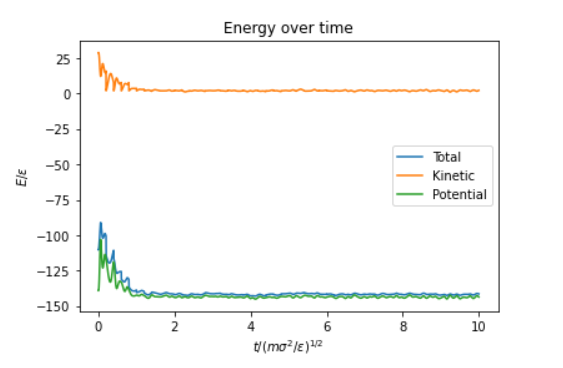 Energy over time
E/ε
25
0
−25
−50
−75
−100
−125
−150
Total
Kinetic
Potential
0 2 4 6 8 10
t/(mσ²/ε)¹/²